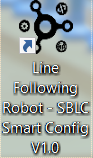 Line
Following
Robot - SBLC
Smart Config
V1.0